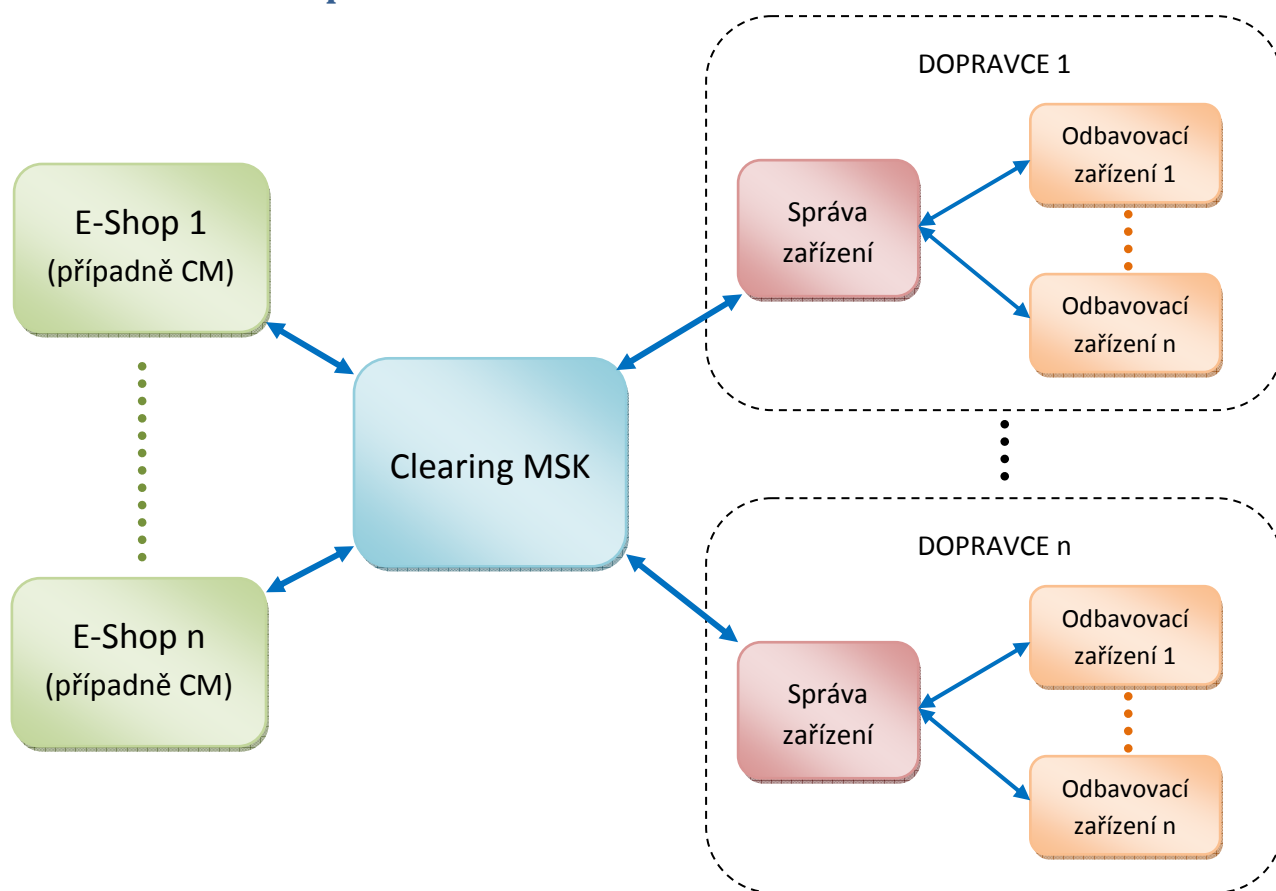 E-Shop 1
(případně CM)
E-Shop n
(případně CM)
Clearing MSK
DOPRAVCE 1
Správa
zařízení
Odbavovací
zařízení 1
Odbavovací
zařízení n
DOPRAVCE n
Správa
zařízení
Odbavovací
zařízení 1
Odbavovací
zařízení n